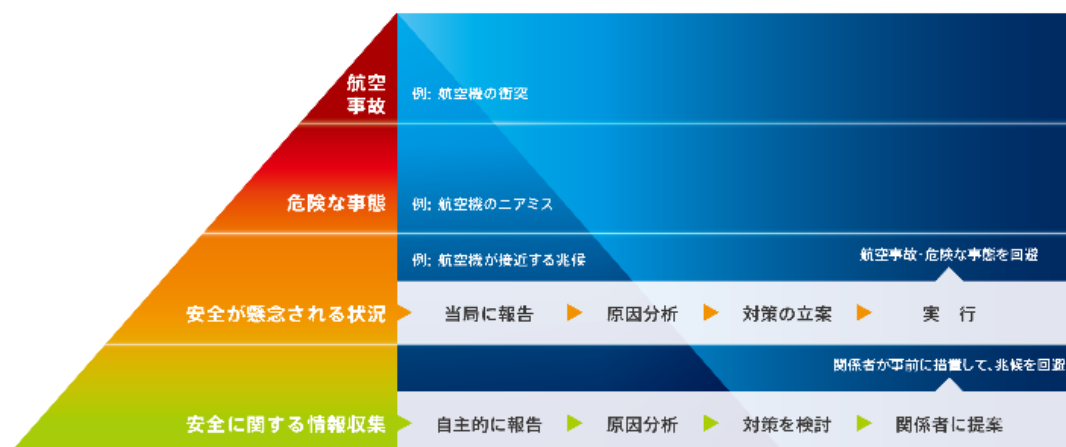 航空
事故
例: 航空機の衝突
危険な事態
例: 航空機のニアミス
例: 航空機が接近する兆候
航空事故・危険な事態を回避
安全が懸念される状況
当局に報告
原因分析
対策の立案
実 行
関係者が事前に措置して、兆候を回避
安全に関する情報収集
自主的に報告
原因分析
対策を検討
関係者に提案